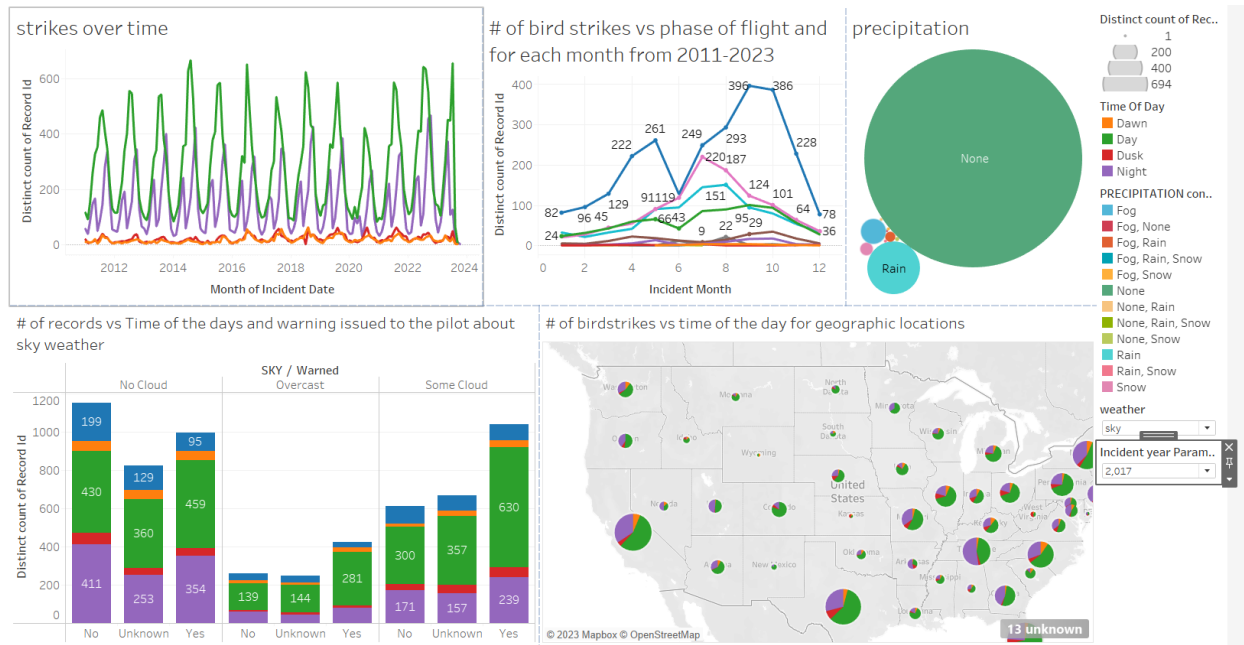 strikes over time
Distinct count of Record Id
600
400
200
0
2012 2014 2016 2018 2020 2022 2024
Month of Incident Date
# of bird strikes vs phase of flight and
for each month from 2011-2023
Distinct count of Record Id
400
300
200
100
0
396 386
222 261 249 293 228
220 187
129 91 119 151 124 101
82 96 45 66 43 95 64 78
24 9 22 29 36
0 2 4 6 8 10 12
Incident Month
precipitation
None
Rain
Distinct count of Rec..
1
200
400
694
Time Of Day
Dawn
Day
Dusk
Night
PRECIPITATION con..
Fog
Fog, None
Fog, Rain
Fog, Rain, Snow
Fog, Snow
None
None, Rain
None, Rain, Snow
None, Snow
Rain
Rain, Snow
Snow
weather
sky
Incident year Param..
2,017
# of records vs Time of the days and warning issued to the pilot about
sky weather
SKY / Warned
No Cloud Overcast Some Cloud
Distinct count of Record Id
1200
1000
800
600
400
200
0
199 129 95
430 360 459 139 144 281 300 357 630
411 253 354 171 157 239
No Unknown Yes No Unknown Yes No Unknown Yes
# of birdstrikes vs time of the day for geographic locations
North
South
Wyoming
United
States
Kansas
West
Virginia
New Mexico
© 2023 Mapbox © OpenStreetMap
13 unknown